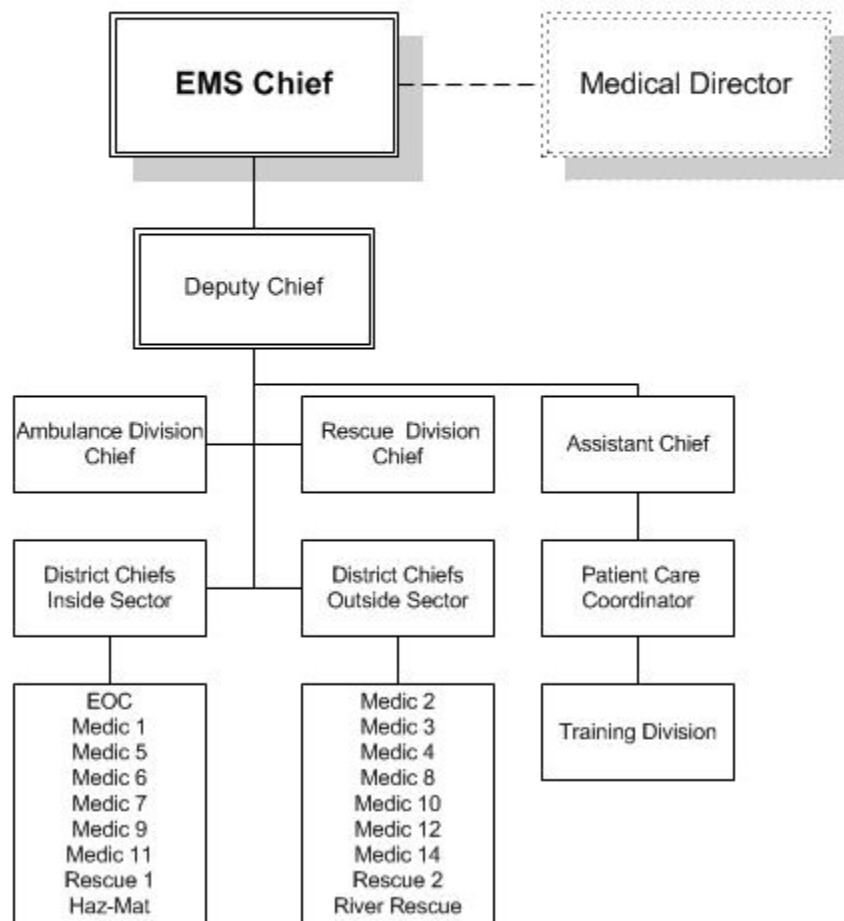 EMS Chief
Medical Director
Deputy Chief
Ambulance Division
Chief
Rescue Division
Chief
Assistant Chief
District Chiefs
Inside Sector
District Chiefs
Outside Sector
Patient Care
Coordinator
EOC
Medic 1
Medic 5
Medic 6
Medic 7
Medic 9
Medic 11
Rescue 1
Haz-Mat
Medic 2
Medic 3
Medic 4
Medic 8
Medic 10
Medic 12
Medic 14
Rescue 2
River Rescue
Training Division